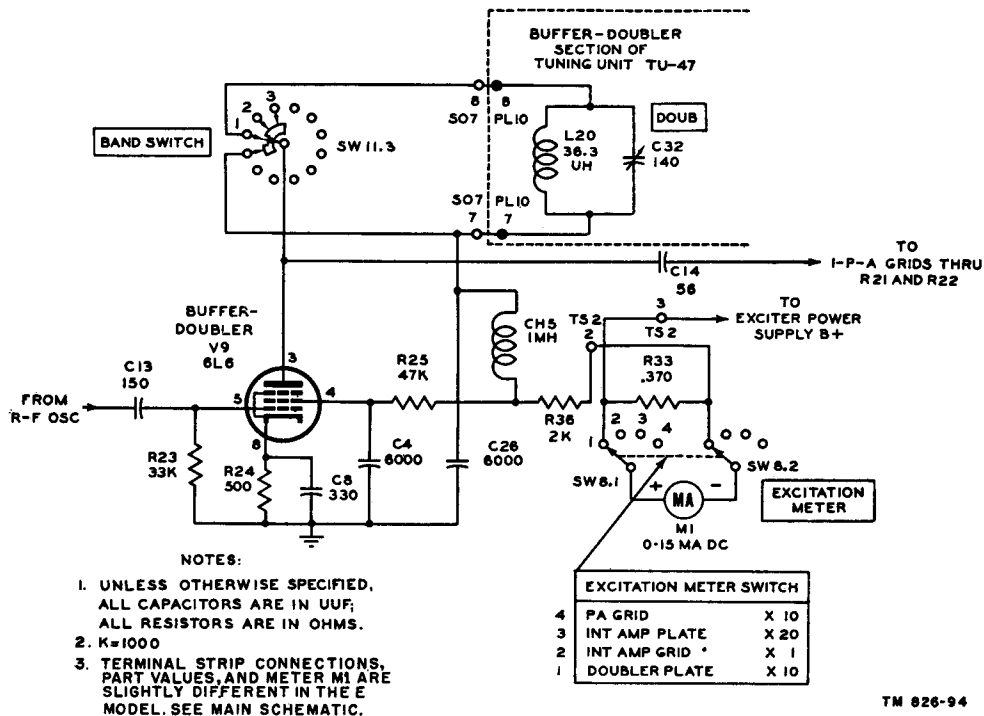 BUFFER-DOUBLER
SECTION OF
TUNING UNIT TU-47
BAND SWITCH
1
2
3
SW 11.3
8
8
SO7
PL10
L20
36.3
UH
DOUB
C32
140
SO7
PL10
7
7
C14
56
TO
I-P-A GRIDS THRU
R21 AND R22
BUFFER-
DOUBLER
V9
6L6
3
CH5
1MH
TS2
2
3
TS2
TO
EXCITER POWER
SUPPLY B+
C13
150
FROM
R-F OSC
5
4
8
R25
47K
R36
2K
R33
.370
R23
33K
R24
500
C8
330
C4
6000
C26
6000
1
2
3
4
SW8.1
SW8.2
+
MA
-
M1
0-15 MA DC
EXCITATION
METER
NOTES:
1. UNLESS OTHERWISE SPECIFIED,
ALL CAPACITORS ARE IN UUF;
ALL RESISTORS ARE IN OHMS.
2. K=1000
3. TERMINAL STRIP CONNECTIONS,
PART VALUES, AND METER M1 ARE
SLIGHTLY DIFFERENT IN THE E
MODEL. SEE MAIN SCHEMATIC.
EXCITATION METER SWITCH
4 PA GRID X 10
3 INT AMP PLATE X 20
2 INT AMP GRID X 1
1 DOUBLER PLATE X 10
TM 826-94